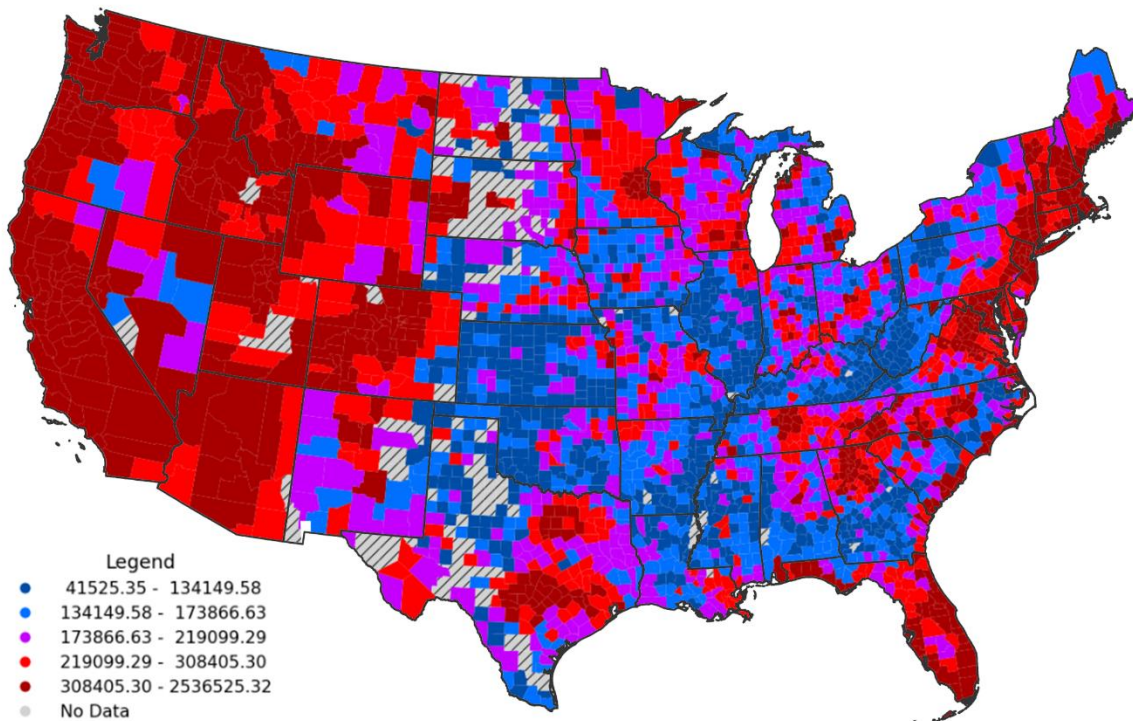 Legend
41525.35 - 134149.58
134149.58 - 173866.63
173866.63 - 219099.29
219099.29 - 308405.30
308405.30 - 2536525.32
No Data